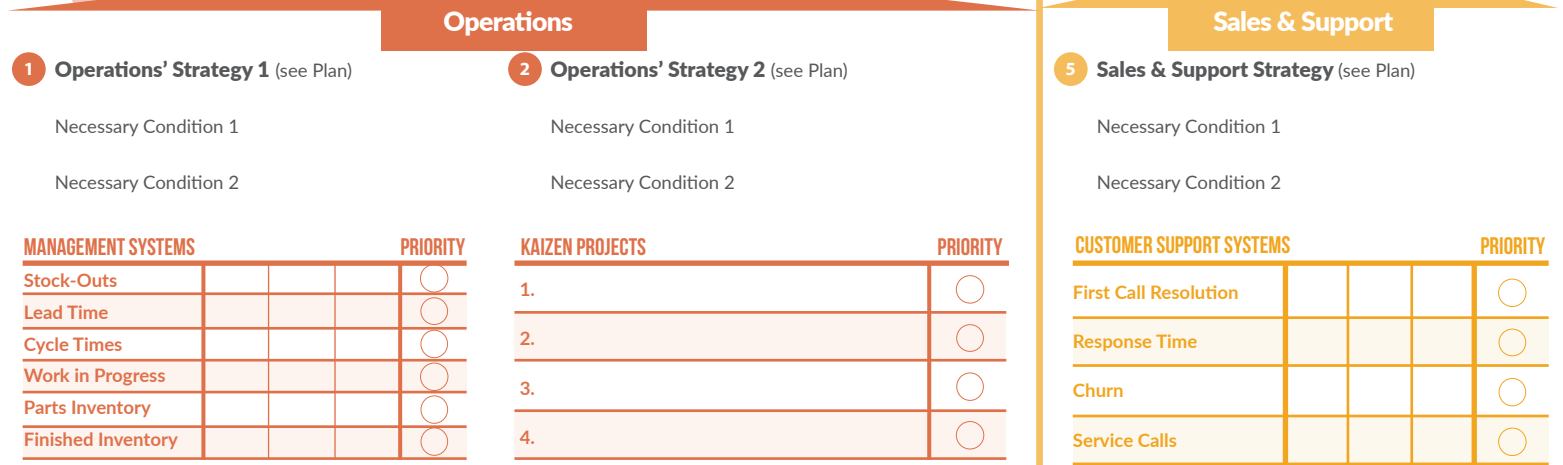 Operations
1 Operations' Strategy 1 (see Plan)
Necessary Condition 1
Necessary Condition 2
MANAGEMENT SYSTEMS PRIORITY
Stock-Outs
Lead Time
Cycle Times
Work in Progress
Parts Inventory
Finished Inventory
2 Operations' Strategy 2 (see Plan)
Necessary Condition 1
Necessary Condition 2
KAIZEN PROJECTS PRIORITY
1.
2.
3.
4.
Sales & Support
5 Sales & Support Strategy (see Plan)
Necessary Condition 1
Necessary Condition 2
CUSTOMER SUPPORT SYSTEMS PRIORITY
First Call Resolution
Response Time
Churn
Service Calls